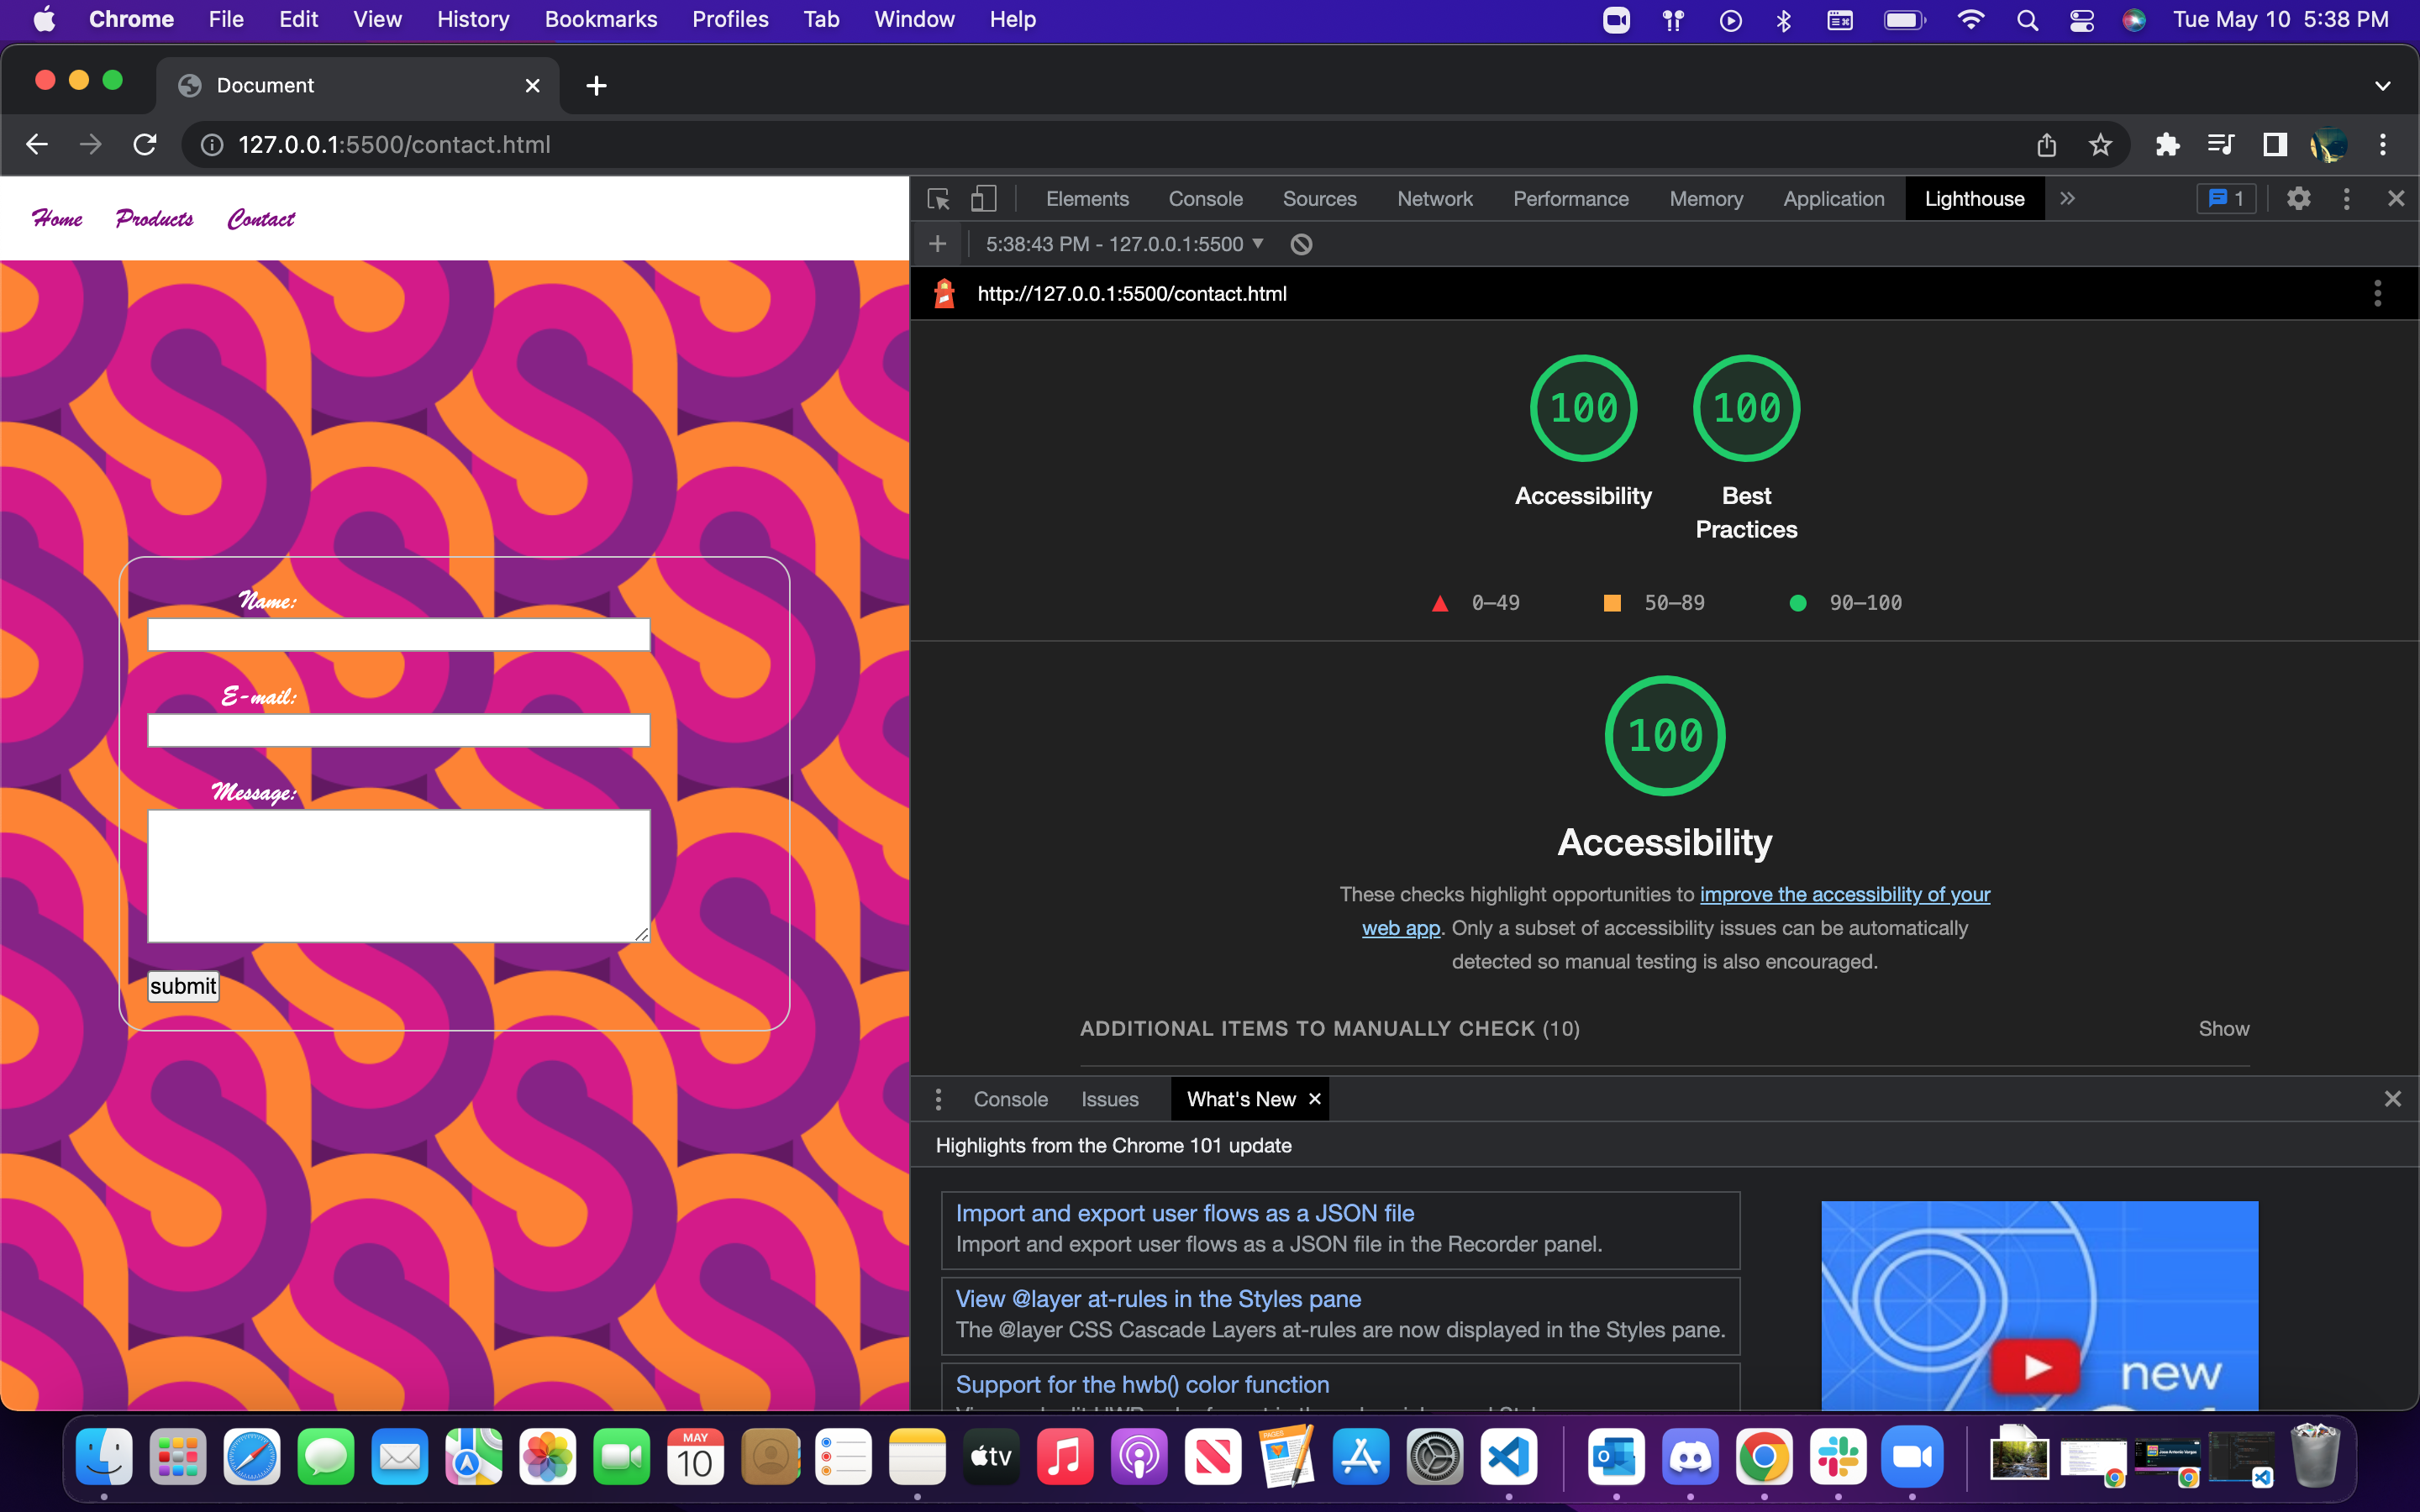 Chrome File Edit View History Bookmarks Profiles Tab Window Help
Tue May 10 5:38 PM
Document
127.0.0.1:5500/contact.html
Home Products Contact
Name:
E-mail:
Message:
submit
Elements Console Sources Network Performance Memory Application Lighthouse
1
5:38:43 PM - 127.0.0.1:5500
http://127.0.0.1:5500/contact.html
100 100
Accessibility Best
Practices
0–49 50–89 90–100
100
Accessibility
These checks highlight opportunities to improve the accessibility of your
web app. Only a subset of accessibility issues can be automatically
detected so manual testing is also encouraged.
ADDITIONAL ITEMS TO MANUALLY CHECK (10) Show
Console Issues What's New
Highlights from the Chrome 101 update
Import and export user flows as a JSON file
Import and export user flows as a JSON file in the Recorder panel.
View @layer at-rules in the Styles pane
The @layer CSS Cascade Layers at-rules are now displayed in the Styles pane.
Support for the hwb() color function
new
MAY
10
tv
PAGES